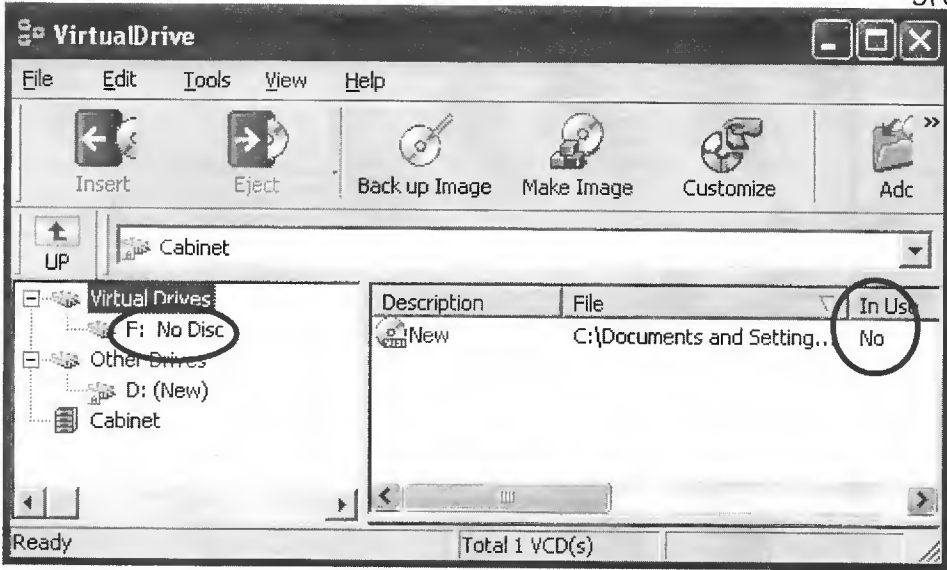 VirtualDrive
File Edit Tools View Help
Insert Eject Back up Image Make Image Customize Adc »
UP Cabinet
Virtual Drives
F: No Disc
Other Drives
D: (New)
Cabinet
Description File In Use
New C:\Documents and Setting... No
Ready Total 1 VCD(s)